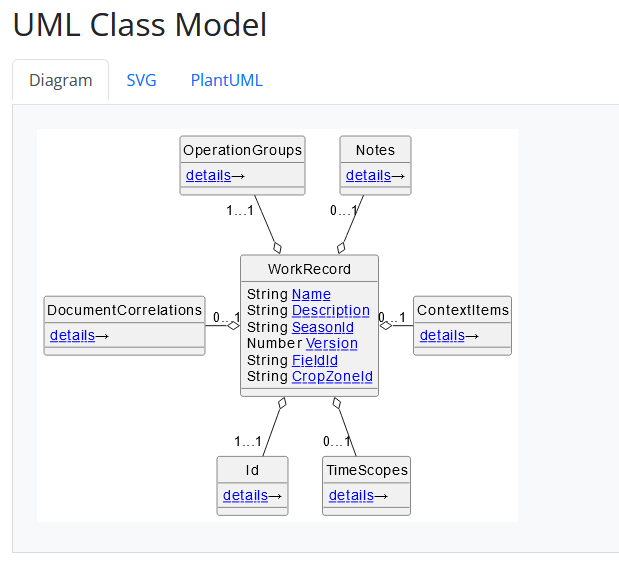 UML Class Model
Diagram SVG PlantUML
OperationGroups Notes
details→ details→
1...1 0...1
WorkRecord
String Name
String Description
String SeasonId
Number Version
String FieldId
String CropZoneId
DocumentCorrelations
details→
0...1
0...1
ContextItems
details→
1...1 0...1
Id TimeScopes
details→ details→